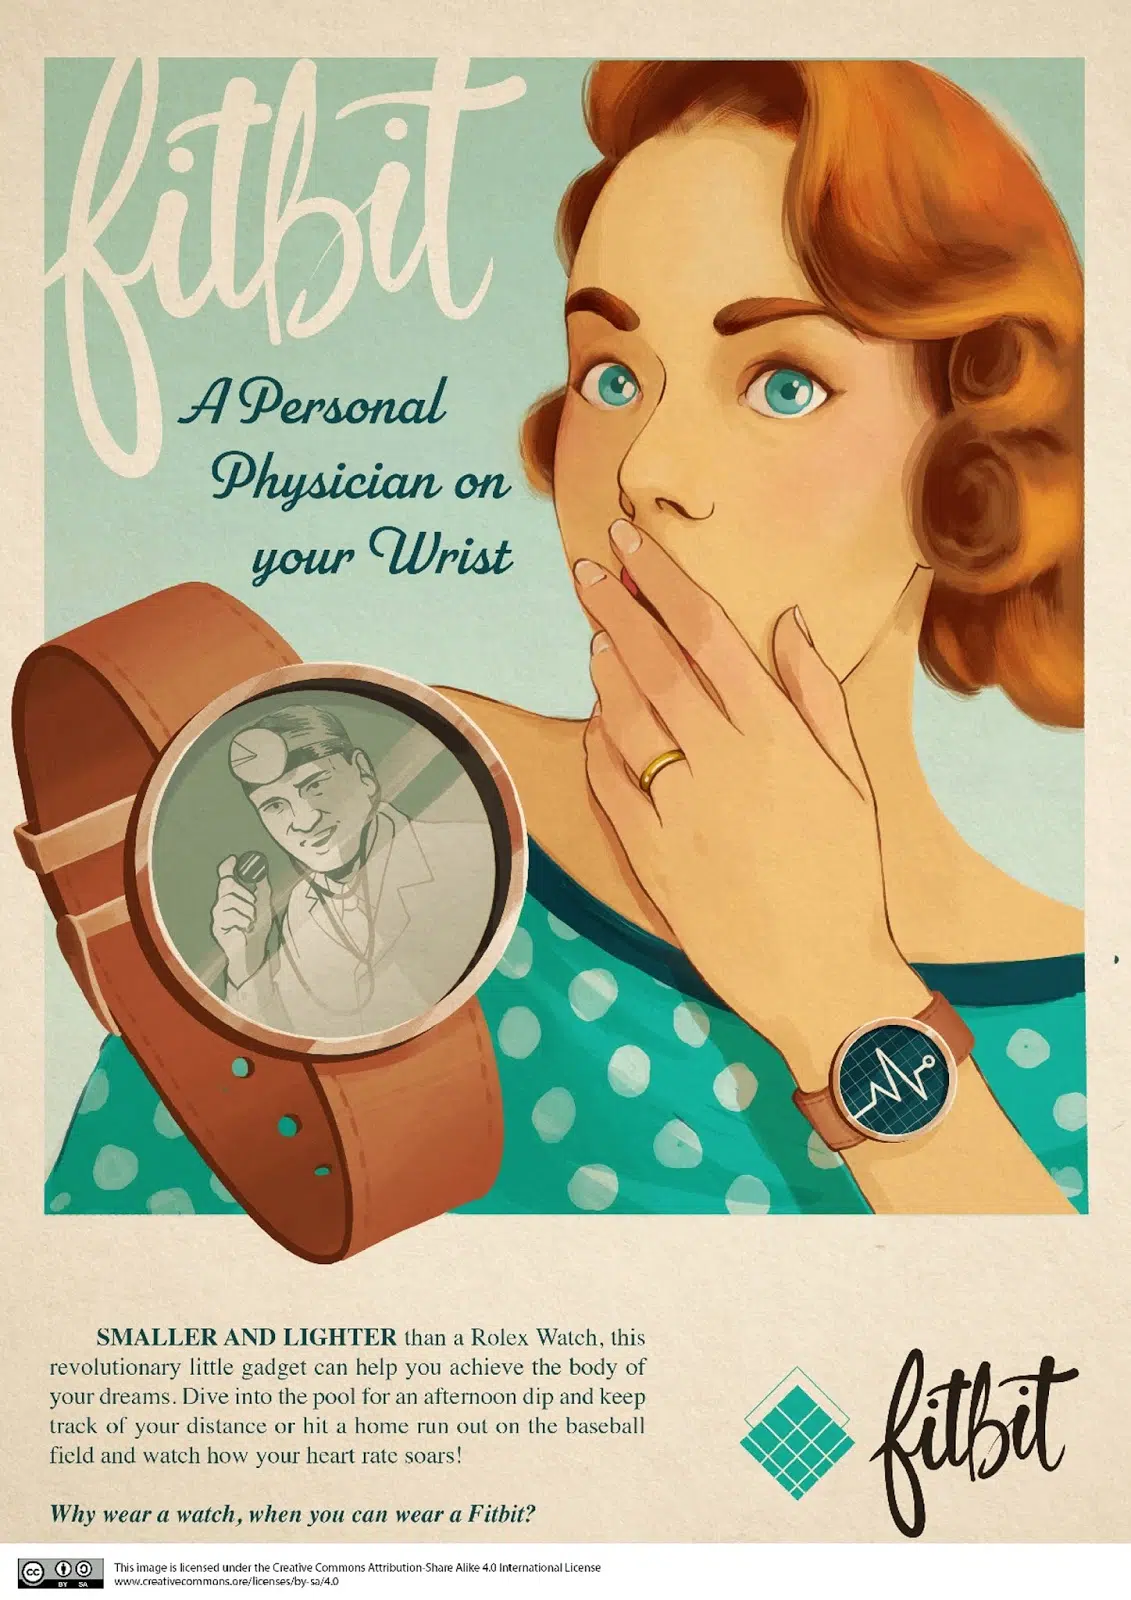 fitbit
A Personal
Physician on
your Wrist
SMALLER AND LIGHTER than a Rolex Watch, this
revolutionary little gadget can help you achieve the body of
your dreams. Dive into the pool for an afternoon dip and keep
track of your distance or hit a home run out on the baseball
field and watch how your heart rate soars!
Why wear a watch, when you can wear a Fitbit?
fitbit
cc BY SA
This image is licensed under the Creative Commons Attribution-Share Alike 4.0 International License
www.creativecommons.ore/licenses/by-sa/4.0